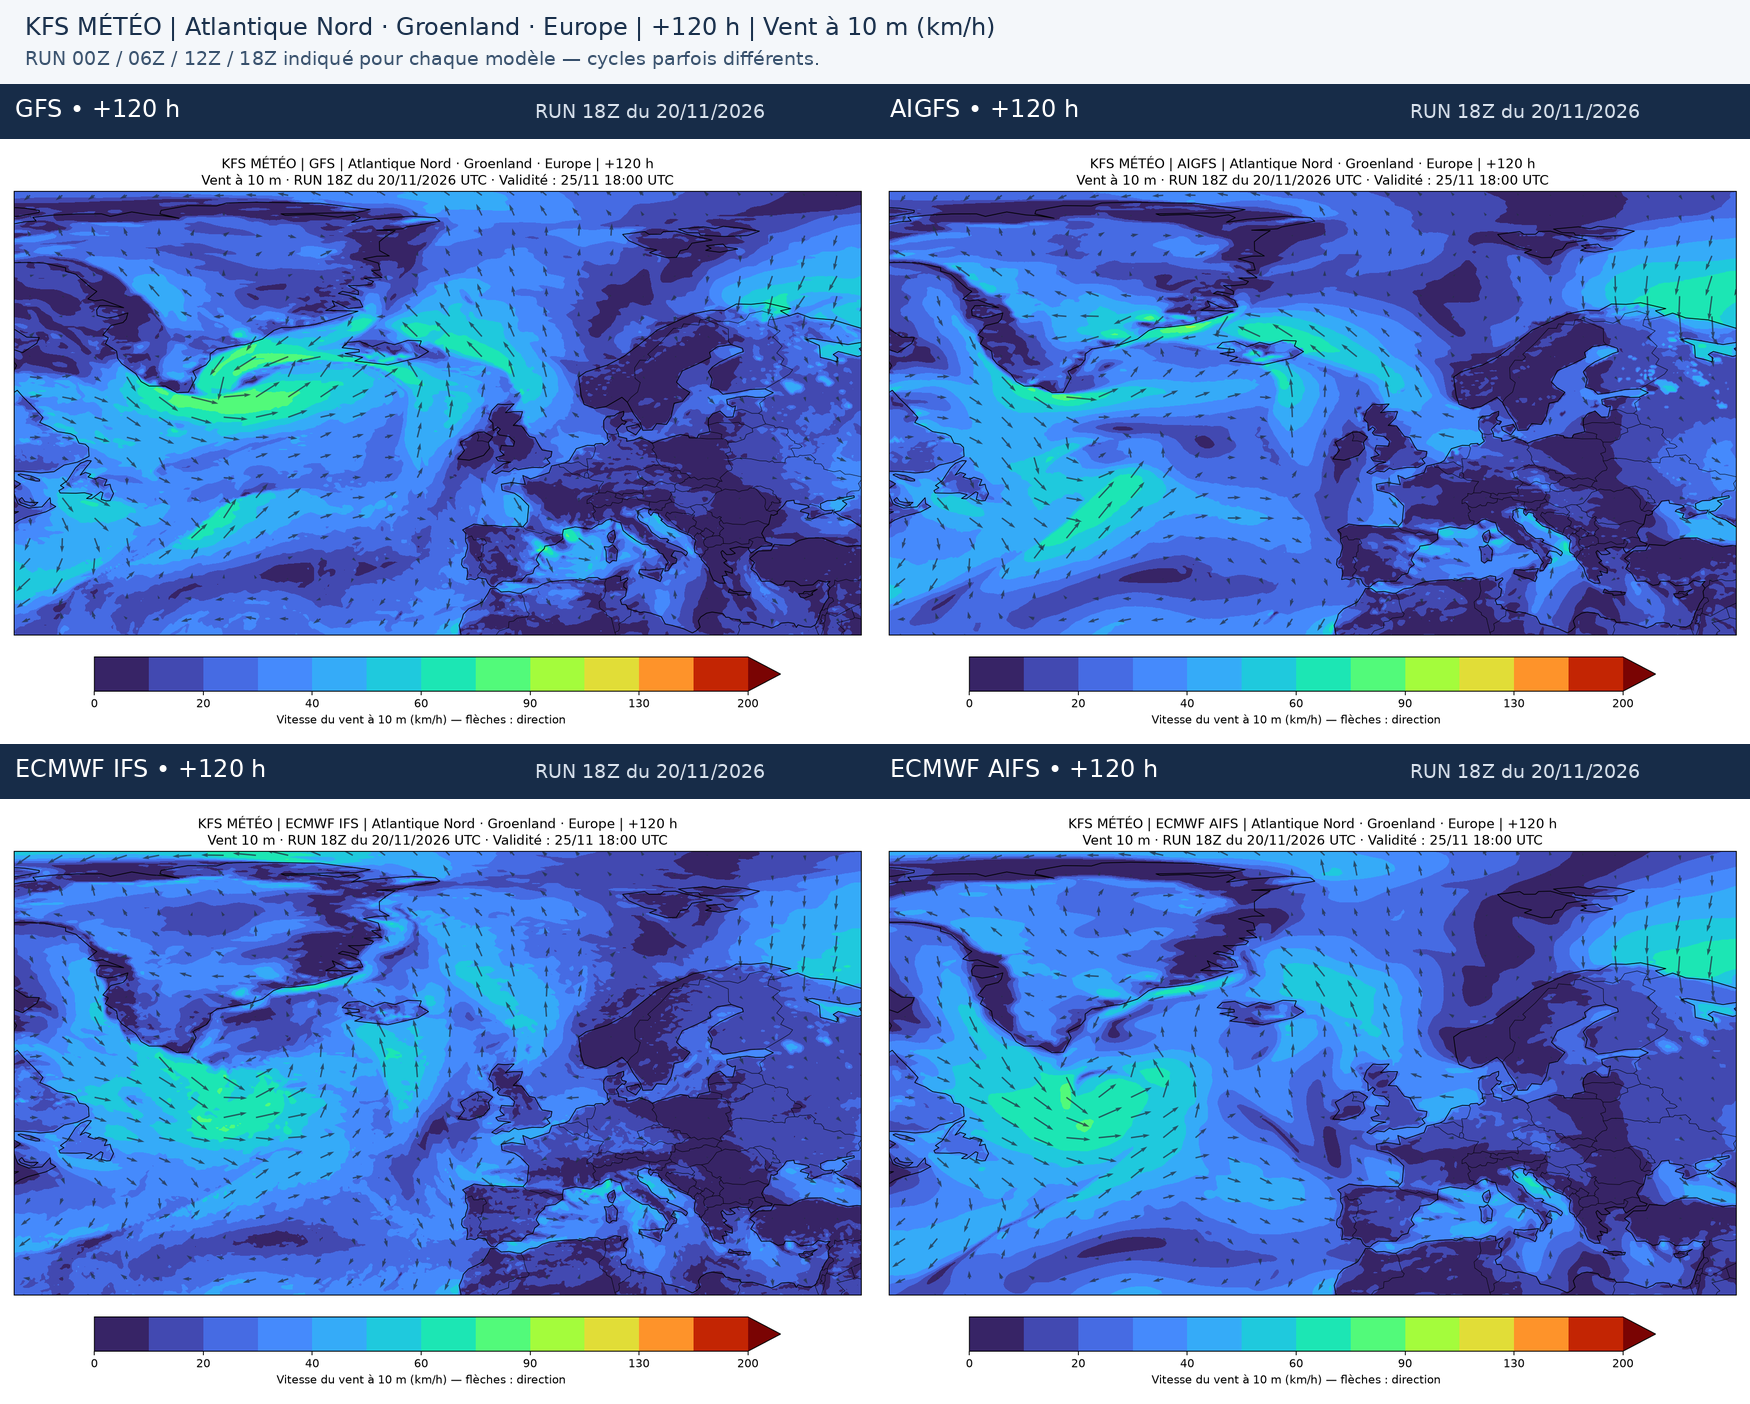 KFS MÉTÉO | Atlantique Nord · Groenland · Europe | +120 h | Vent à 10 m (km/h)
RUN 00Z / 06Z / 12Z / 18Z indiqué pour chaque modèle — cycles parfois différents.
GFS • +120 h
RUN 18Z du 20/11/2026
AIGFS • +120 h
RUN 18Z du 20/11/2026
KFS MÉTÉO | GFS | Atlantique Nord · Groenland · Europe | +120 h
Vent à 10 m · RUN 18Z du 20/11/2026 UTC · Validité : 25/11 18:00 UTC
KFS MÉTÉO | AIGFS | Atlantique Nord · Groenland · Europe | +120 h
Vent à 10 m · RUN 18Z du 20/11/2026 UTC · Validité : 25/11 18:00 UTC
0 20 40 60 90 130 200
Vitesse du vent à 10 m (km/h) — flèches : direction
0 20 40 60 90 130 200
Vitesse du vent à 10 m (km/h) — flèches : direction
ECMWF IFS • +120 h
RUN 18Z du 20/11/2026
ECMWF AIFS • +120 h
RUN 18Z du 20/11/2026
KFS MÉTÉO | ECMWF IFS | Atlantique Nord · Groenland · Europe | +120 h
Vent 10 m · RUN 18Z du 20/11/2026 UTC · Validité : 25/11 18:00 UTC
KFS MÉTÉO | ECMWF AIFS | Atlantique Nord · Groenland · Europe | +120 h
Vent 10 m · RUN 18Z du 20/11/2026 UTC · Validité : 25/11 18:00 UTC
0 20 40 60 90 130 200
Vitesse du vent à 10 m (km/h) — flèches : direction
0 20 40 60 90 130 200
Vitesse du vent à 10 m (km/h) — flèches : direction